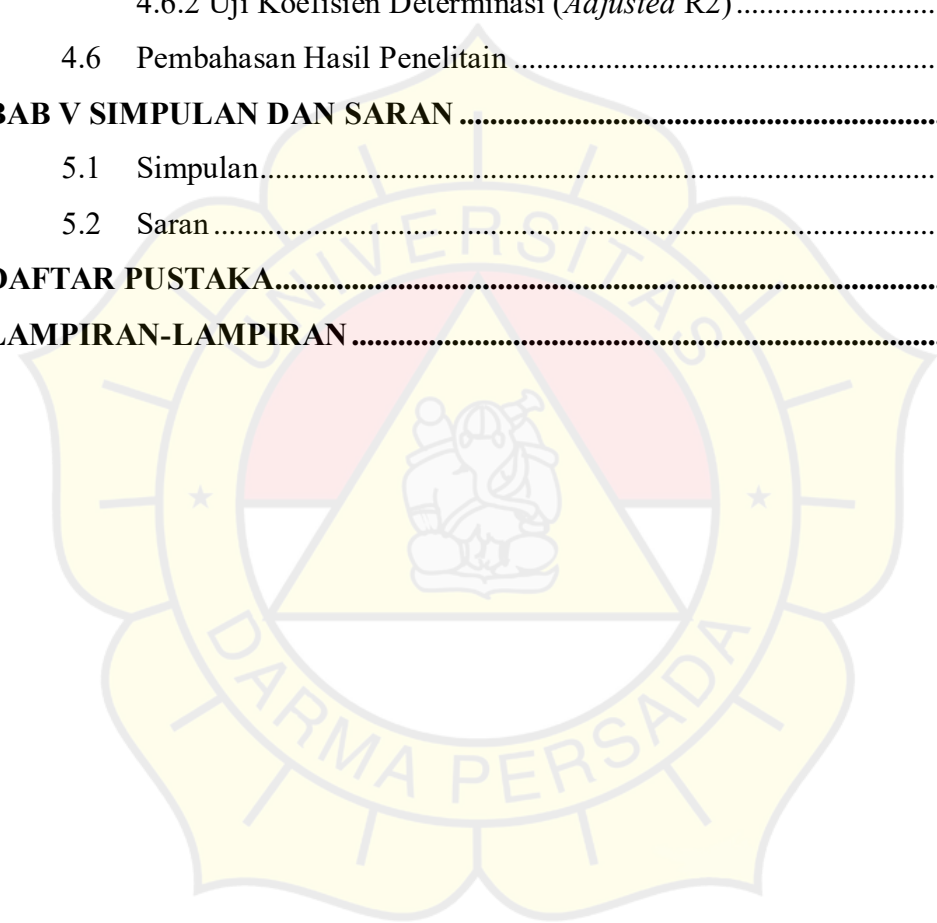 4.6.2 Uji Koefisien Determinasi (Adjusted R2)........................
4.6 Pembahasan Hasil Penelitain........................................................
BAB V SIMPULAN DAN SARAN..............................................................
5.1 Simpulan.........................................................................................
5.2 Saran...............................................................................................
DAFTAR PUSTAKA.....................................................................................
LAMPIRAN-LAMPIRAN...........................................................................
UNIVERSITAS
DARMA PERSADA